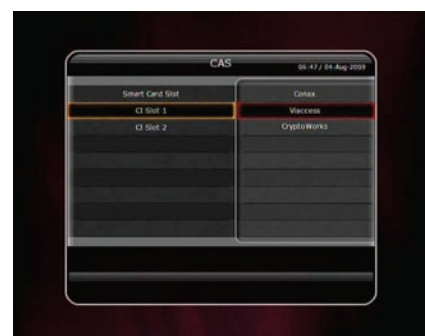 CAS
06:47 / 04-Aug-2009
Smart Card Slot
Conax
CI Slot 1
Viaccess
CI Slot 2
CryptoWorks